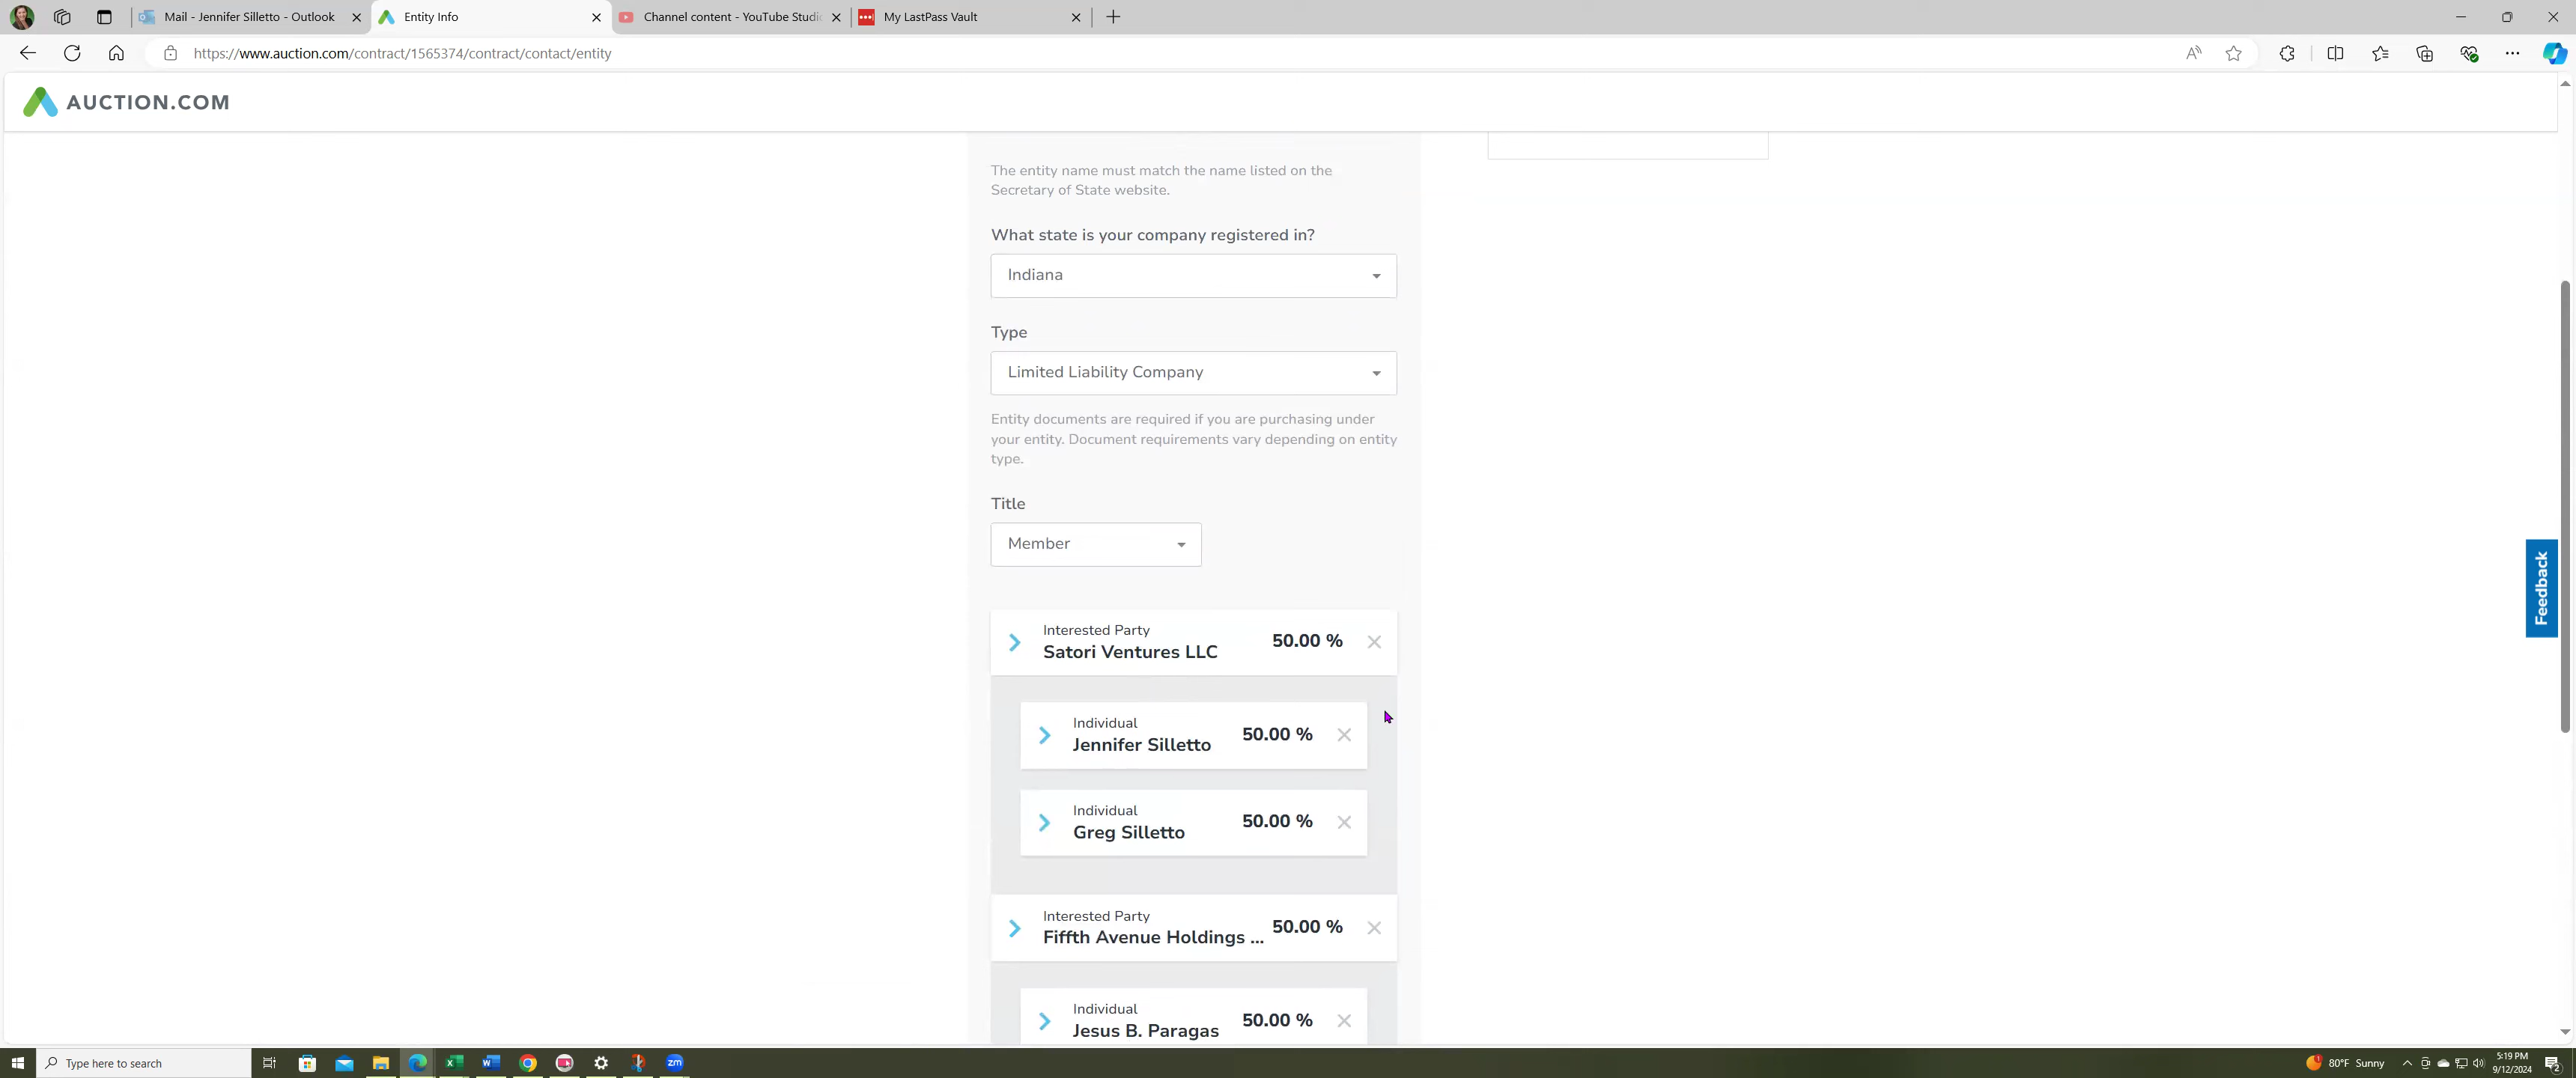 Mail - Jennifer Silletto - Outlook
Entity Info
Channel content - YouTube Studio
My LastPass Vault
https://www.auction.com/contract/1565374/contract/contact/entity
AUCTION.COM
The entity name must match the name listed on the
Secretary of State website.
What state is your company registered in?
Indiana
Type
Limited Liability Company
Entity documents are required if you are purchasing under
your entity. Document requirements vary depending on entity
type.
Title
Member
Interested Party
Satori Ventures LLC
50.00 %
Individual
Jennifer Silletto
50.00 %
Individual
Greg Silletto
50.00 %
Interested Party
Fiffth Avenue Holdings ...
50.00 %
Individual
Jesus B. Paragas
50.00 %
Feedback
Type here to search
80°F Sunny
5:19 PM
9/12/2024